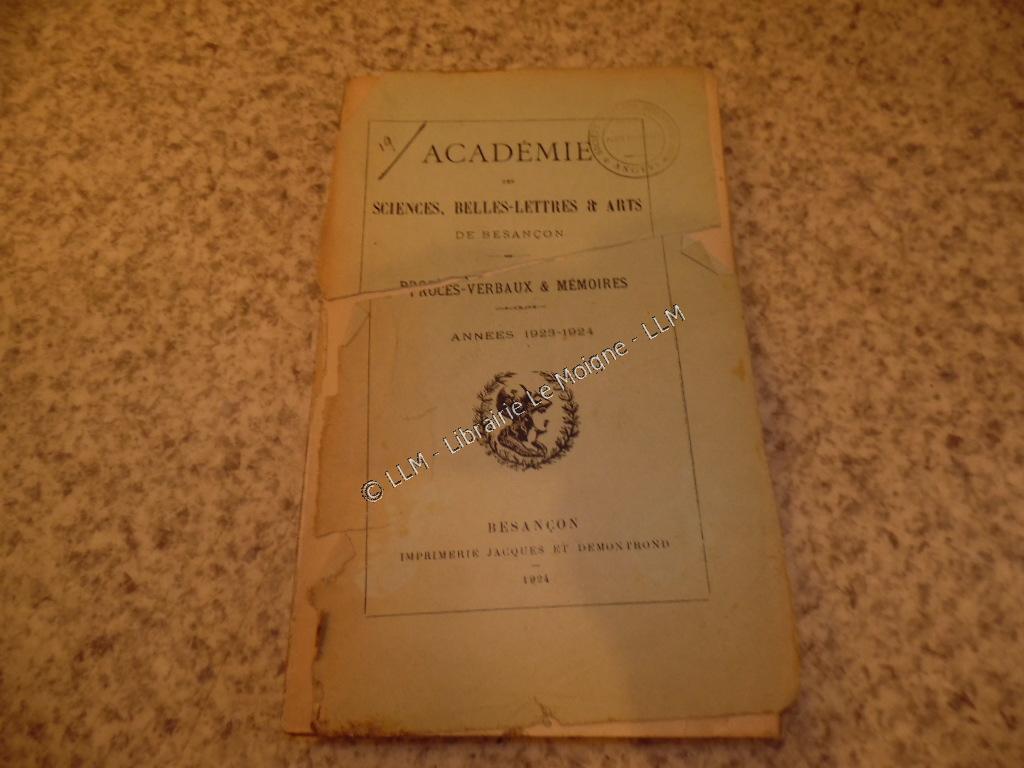 19/
ACADÉMIE
DES
SCIENCES, BELLES-LETTRES & ARTS
DE BESANÇON
PROCÈS-VERBAUX & MÉMOIRES
ANNÉES 1923-1924
© LLM - Librairie Le Moigne - LLM
BESANÇON
IMPRIMERIE JACQUES ET DEMONTROND
1924